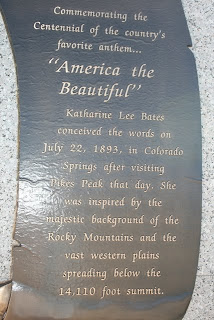 Commemorating the
Centennial of the country's
favorite anthem...
"America the
Beautiful"
Katharine Lee Bates
conceived the words on
July 22, 1893, in Colorado
Springs after visiting
Pikes Peak that day. She
was inspired by the
majestic background of the
Rocky Mountains and the
vast western plains
spreading below the
14,110 foot summit.